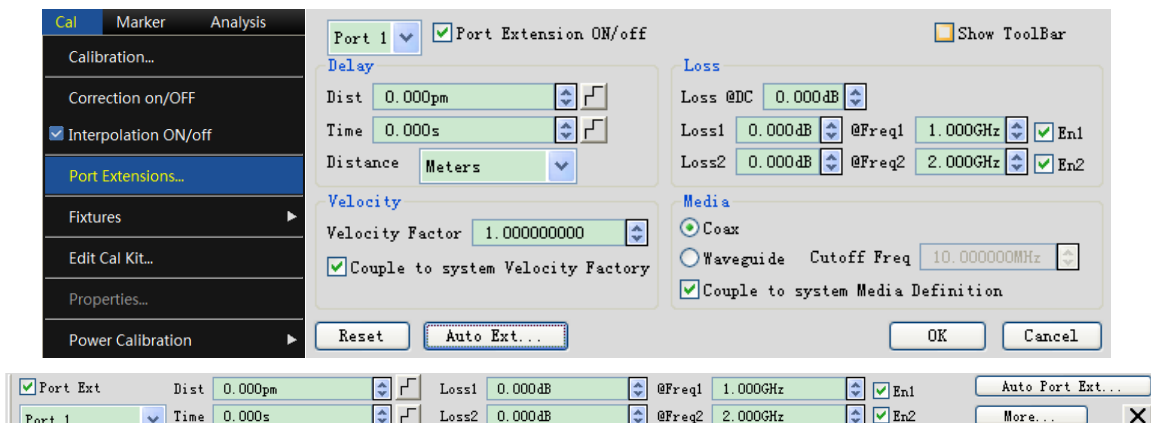 Cal Marker Analysis
Calibration...
Correction on/OFF
Interpolation ON/off
Port Extensions...
Fixtures
Edit Cal Kit...
Properties...
Power Calibration
Port 1 Port Extension ON/off Show ToolBar
Delay
Dist 0.000pm
Time 0.000s
Distance Meters
Loss
Loss @DC 0.000dB
Loss1 0.000dB @Freq1 1.000GHz En1
Loss2 0.000dB @Freq2 2.000GHz En2
Velocity
Velocity Factor 1.000000000
Couple to system Velocity Factory
Media
Coax
Waveguide Cutoff Freq 10.000000MHz
Couple to system Media Definition
Reset Auto Ext... OK Cancel
Port Ext Dist 0.000pm Loss1 0.000dB @Freq1 1.000GHz En1 Auto Port Ext...
Port 1 Time 0.000s Loss2 0.000dB @Freq2 2.000GHz En2 More...